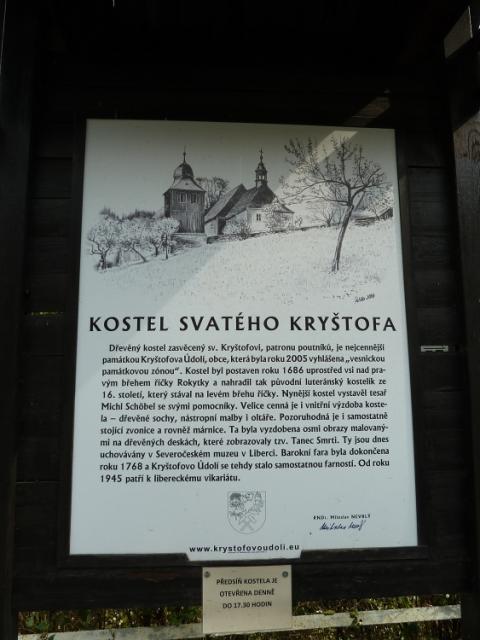 KOSTEL SVATÉHO KRYŠTOFA
Dřevěný kostel zasvěcený sv. Kryštofovi, patronu poutníků, je nejcennější
památkou Kryštofova Údolí, obce, která byla roku 2005 vyhlášena „vesnickou
památkovou zónou". Kostel byl postaven roku 1686 uprostřed vsi nad pra-
vým břehem říčky Rokytky a nahradil tak původní luteránský kostelík ze
16. století, který stával na levém břehu říčky. Nynější kostel vystavěl tesař
Michl Schöbel se svými pomocníky. Velice cenná je i vnitřní výzdoba koste-
la – dřevěné sochy, nástropní malby i oltáře. Pozoruhodná je i samostatně
stojící zvonice a rovněž márnice. Ta byla vyzdobena osmi obrazy malovaný-
mi na dřevěných deskách, které zobrazovaly tzv. Tanec Smrti. Ty jsou dnes
uchovávány v Severočeském muzeu v Liberci. Barokní fara byla dokončena
roku 1768 a Kryštofovo Údolí se tehdy stalo samostatnou farností. Od roku
1945 patří k libereckému vikariátu.
www.krystofovoudoli.eu
PŘEDSÍŇ KOSTELA JE
OTEVŘENA DENNĚ
DO 17.30 HODIN